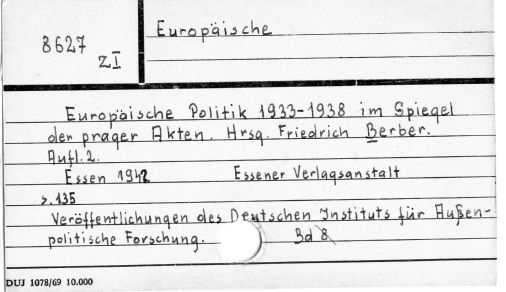 8627
ZI
Europäische
Europäische Politik 1933-1938 im Spiegel
der prager Akten. Hrsg. Friedrich Berber.
Aufl. 2.
Essen 1942 Essener Verlagsanstalt
s. 135
Veröffentlichungen des Deutschen Instituts für Außen-
politische Forschung. Bd 8
DUJ 1078/69 10.000